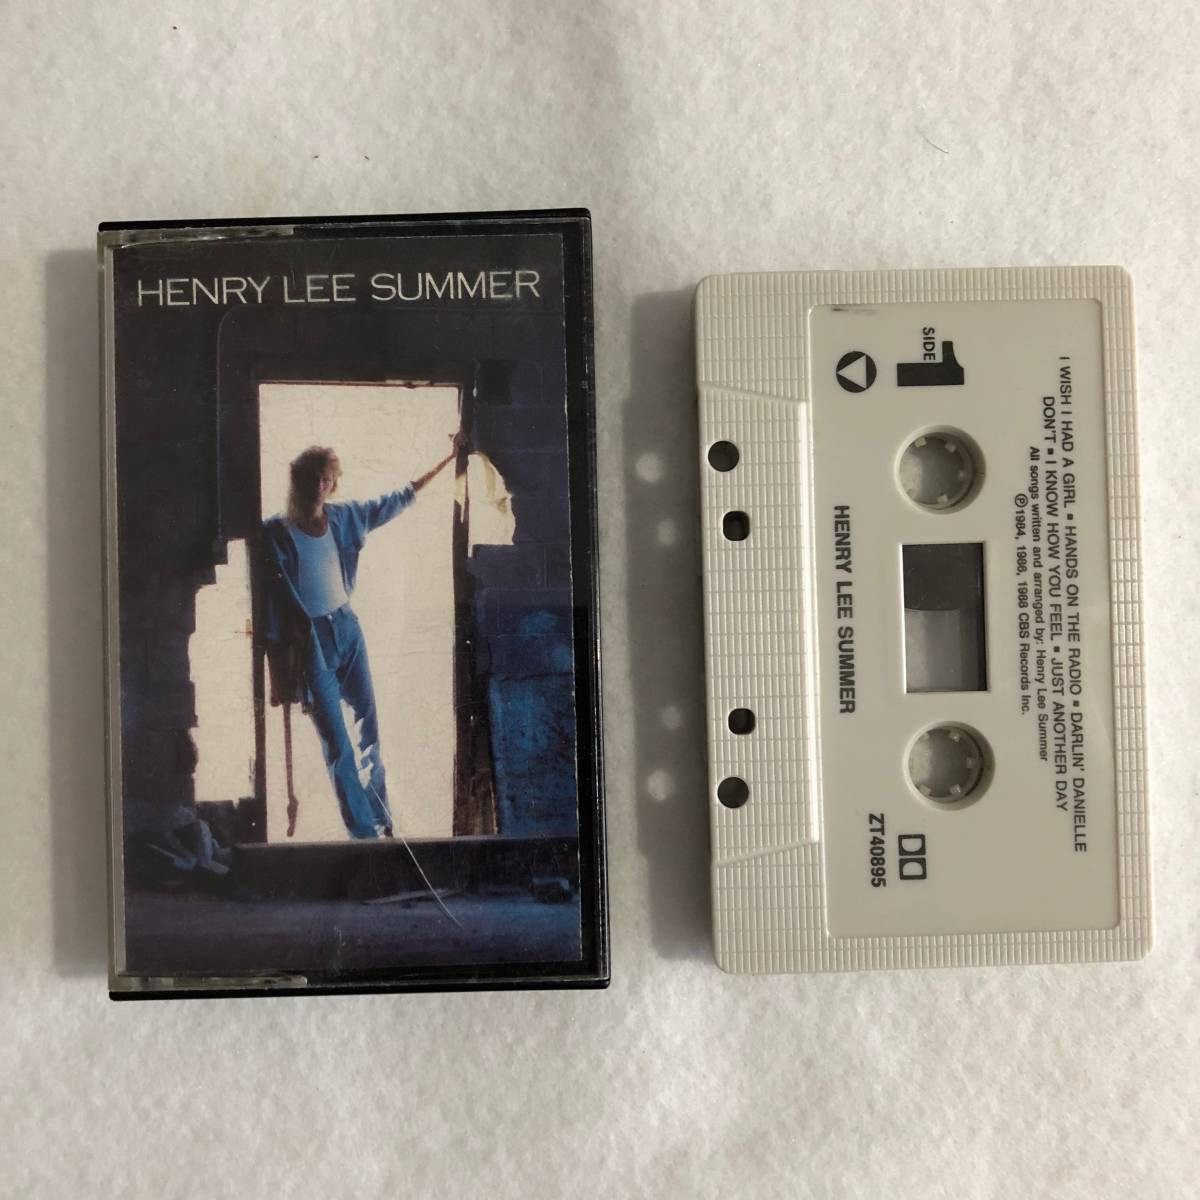 HENRY LEE SUMMER
SIDE
1
I WISH I HAD A GIRL ▪ HANDS ON THE RADIO ▪ DARLIN' DANIELLE
DON'T ▪ I KNOW HOW YOU FEEL ▪ JUST ANOTHER DAY
All songs written and arranged by: Henry Lee Summer
℗1984, 1986, 1988 CBS Records Inc.
HENRY LEE SUMMER
ZT40895